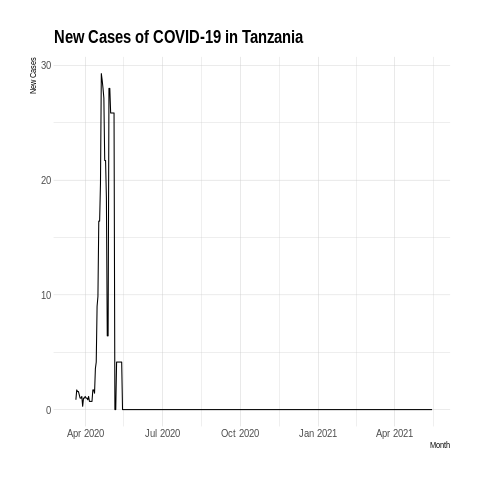 New Cases of COVID-19 in Tanzania
New Cases
30
20
10
0
Apr 2020 Jul 2020 Oct 2020 Jan 2021 Apr 2021
Month